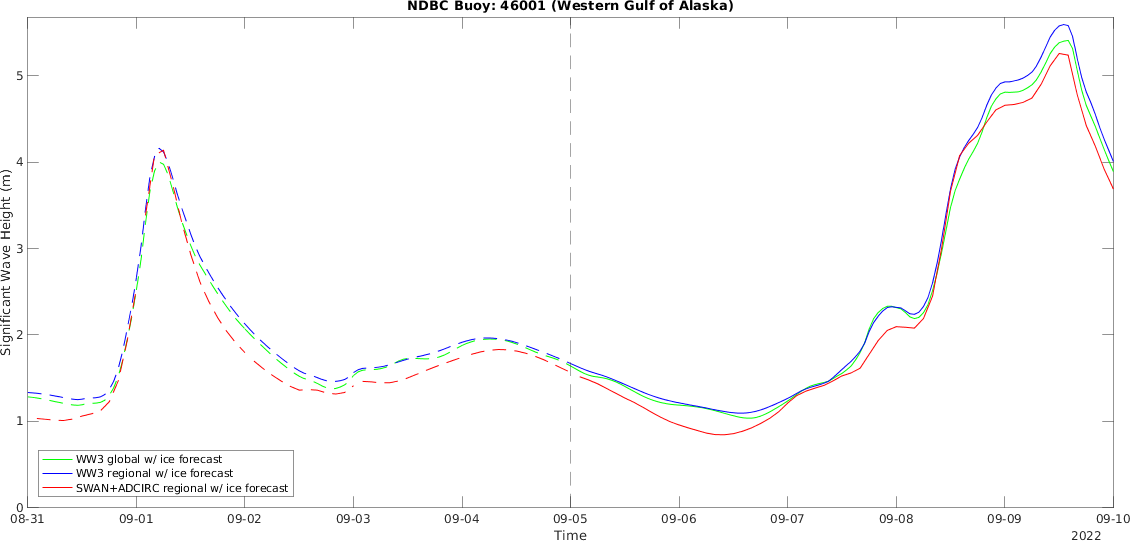 NDBC Buoy: 46001 (Western Gulf of Alaska)
Significant Wave Height (m)
5
4
3
2
1
0
WW3 global w/ ice forecast
WW3 regional w/ ice forecast
SWAN+ADCIRC regional w/ ice forecast
08-31 09-01 09-02 09-03 09-04 09-05 09-06 09-07 09-08 09-09 09-10
Time
2022